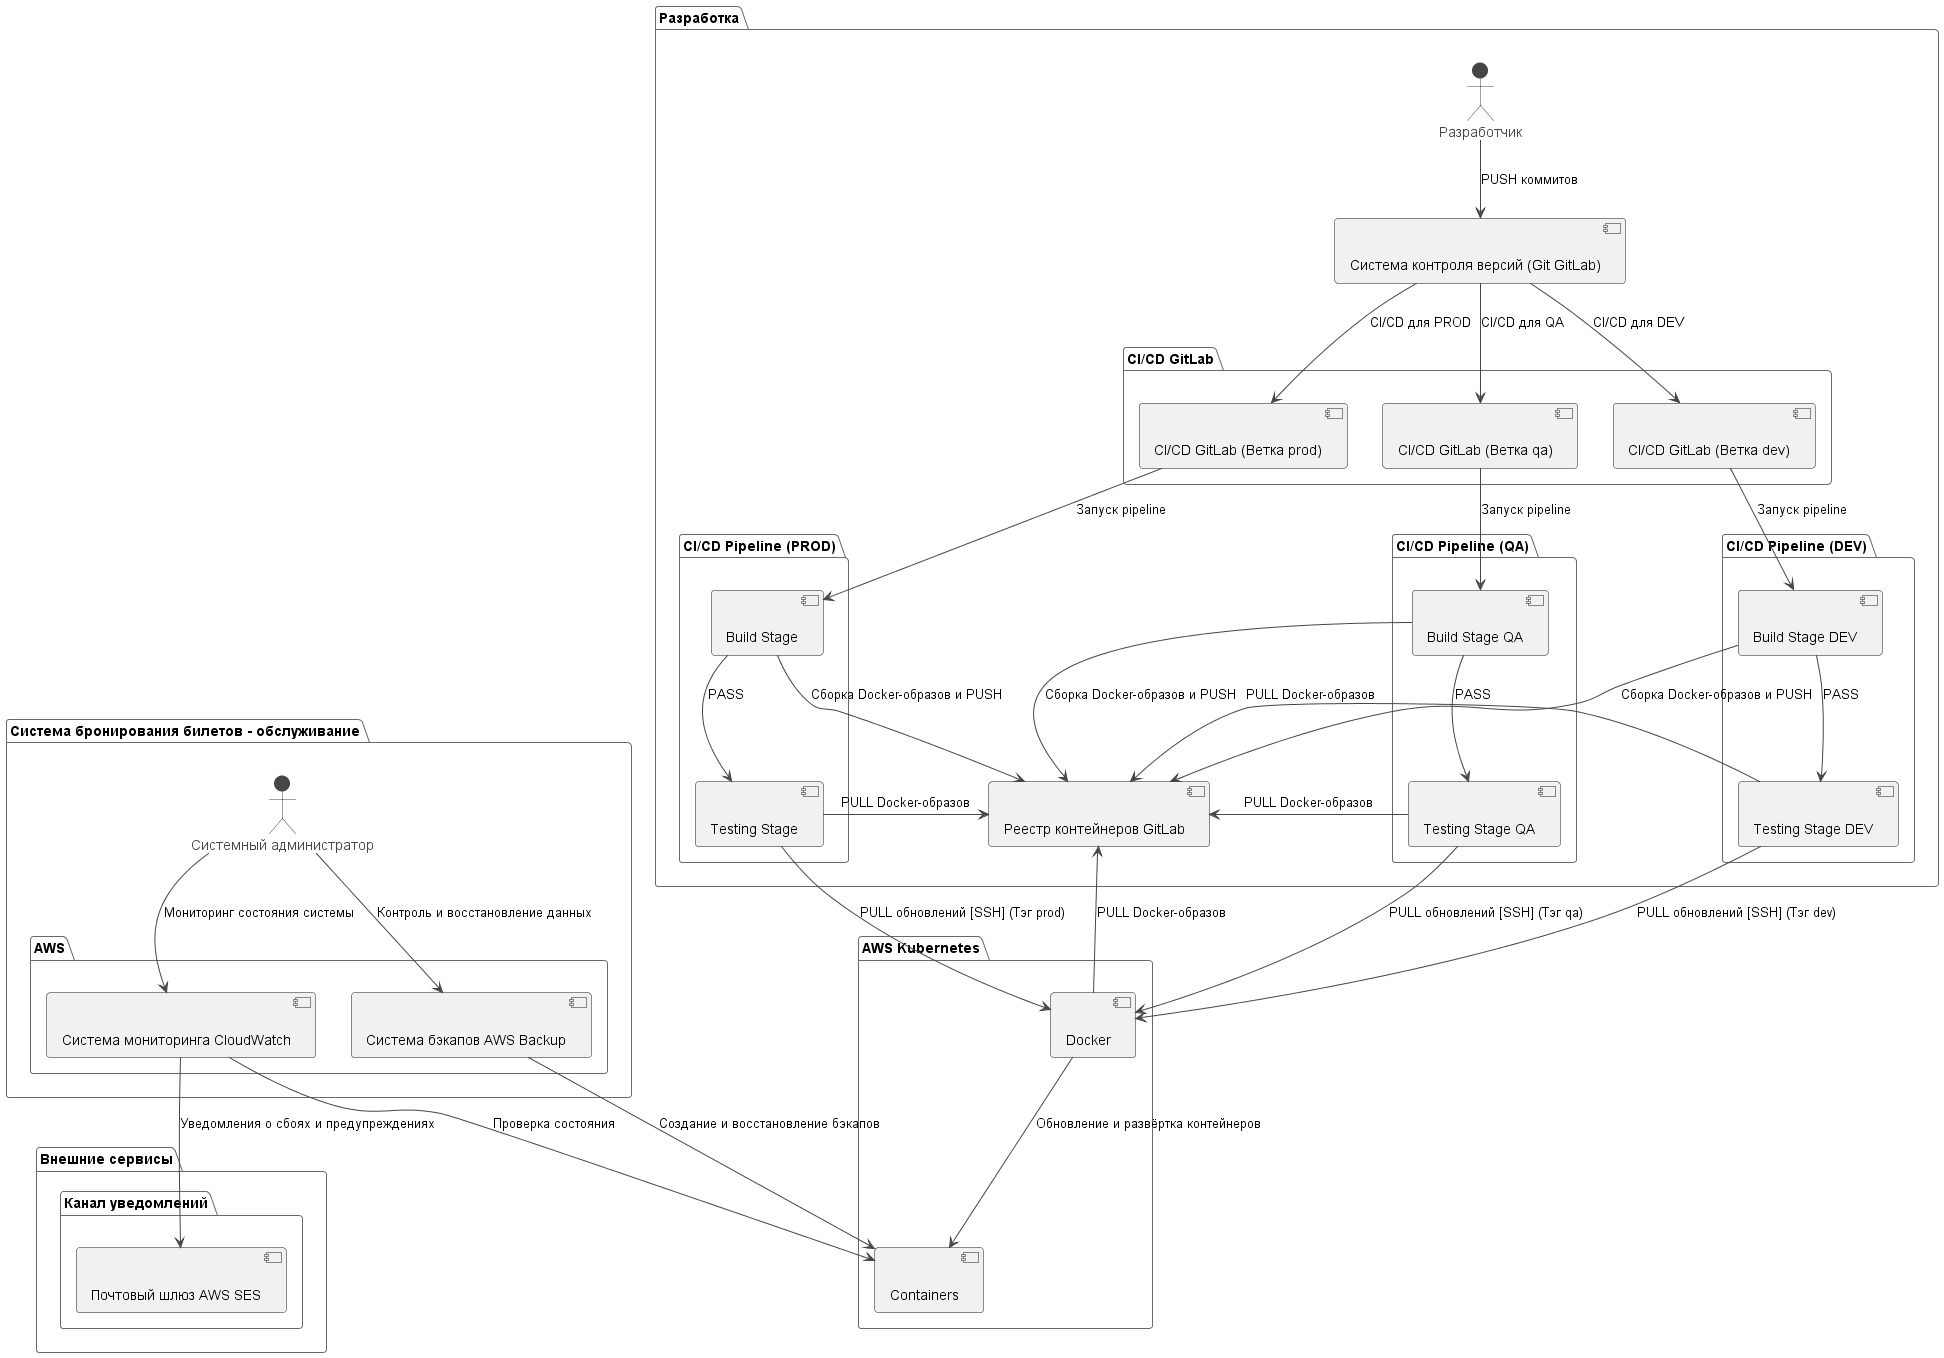 Разработка
Разработчик
PUSH коммитов
Система контроля версий (Git GitLab)
CI/CD для PROD
CI/CD для QA
CI/CD для DEV
CI/CD GitLab
CI/CD GitLab (Ветка prod)
CI/CD GitLab (Ветка qa)
CI/CD GitLab (Ветка dev)
Запуск pipeline
Запуск pipeline
Запуск pipeline
CI/CD Pipeline (PROD)
CI/CD Pipeline (QA)
CI/CD Pipeline (DEV)
Build Stage
Build Stage QA
Build Stage DEV
PASS
Сборка Docker-образов и PUSH
Сборка Docker-образов и PUSH
PULL Docker-образов
PASS
Сборка Docker-образов и PUSH
PASS
Система бронирования билетов - обслуживание
Системный администратор
Testing Stage
PULL Docker-образов
Реестр контейнеров GitLab
PULL Docker-образов
Testing Stage QA
Testing Stage DEV
Мониторинг состояния системы
Контроль и восстановление данных
PULL обновлений [SSH] (Тэг prod)
PULL Docker-образов
PULL обновлений [SSH] (Тэг qa)
PULL обновлений [SSH] (Тэг dev)
AWS
AWS Kubernetes
Система мониторинга CloudWatch
Система бэкапов AWS Backup
Docker
Уведомления о сбоях и предупреждениях
Проверка состояния
Создание и восстановление бэкапов
Обновление и развёртка контейнеров
Внешние сервисы
Канал уведомлений
Почтовый шлюз AWS SES
Containers